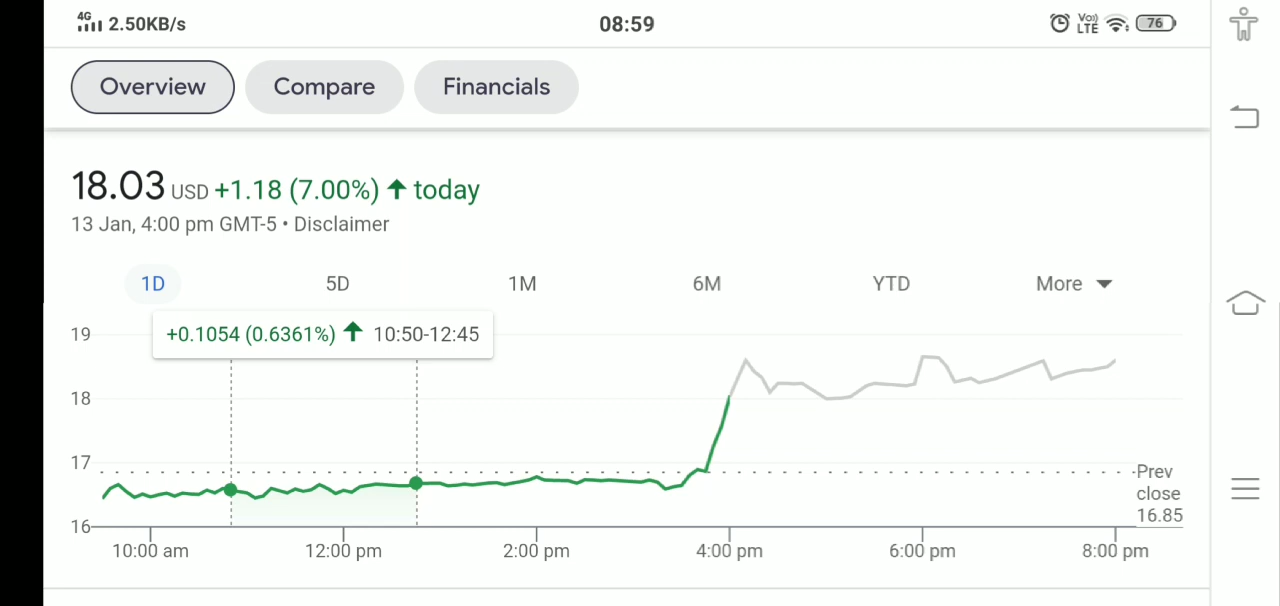 4G 2.50KB/s 08:59 Vo)) LTE 76
Overview Compare Financials
18.03 USD +1.18 (7.00%) ↑ today
13 Jan, 4:00 pm GMT-5 • Disclaimer
1D 5D 1M 6M YTD More
+0.1054 (0.6361%) ↑ 10:50-12:45
19
18
17
Prev
close
16.85
16
10:00 am 12:00 pm 2:00 pm 4:00 pm 6:00 pm 8:00 pm